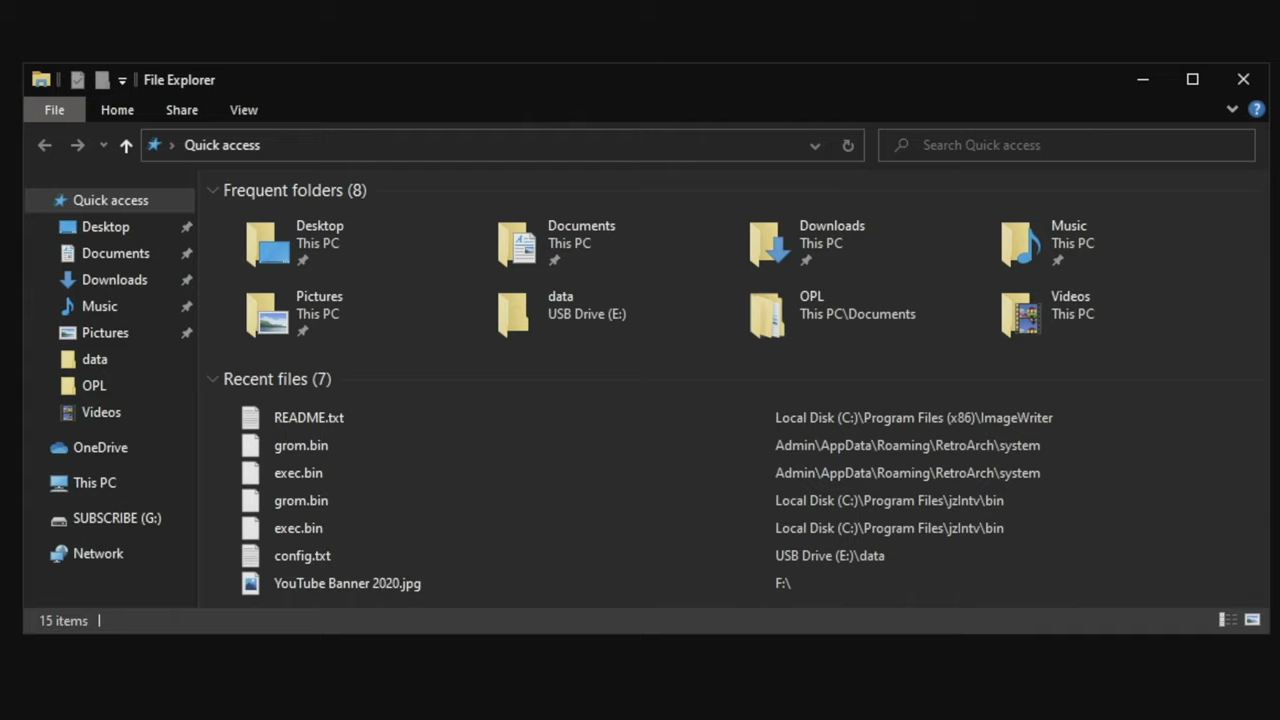 File Explorer
File Home Share View
Quick access Search Quick access
Quick access
Desktop
Documents
Downloads
Music
Pictures
data
OPL
Videos
OneDrive
This PC
SUBSCRIBE (G:)
Network
Frequent folders (8)
Desktop
This PC
Documents
This PC
Downloads
This PC
Music
This PC
Pictures
This PC
data
USB Drive (E:)
OPL
This PC\Documents
Videos
This PC
Recent files (7)
README.txt Local Disk (C:)\Program Files (x86)\ImageWriter
grom.bin Admin\AppData\Roaming\RetroArch\system
exec.bin Admin\AppData\Roaming\RetroArch\system
grom.bin Local Disk (C:)\Program Files\jzIntv\bin
exec.bin Local Disk (C:)\Program Files\jzIntv\bin
config.txt USB Drive (E:)\data
YouTube Banner 2020.jpg F:\
15 items